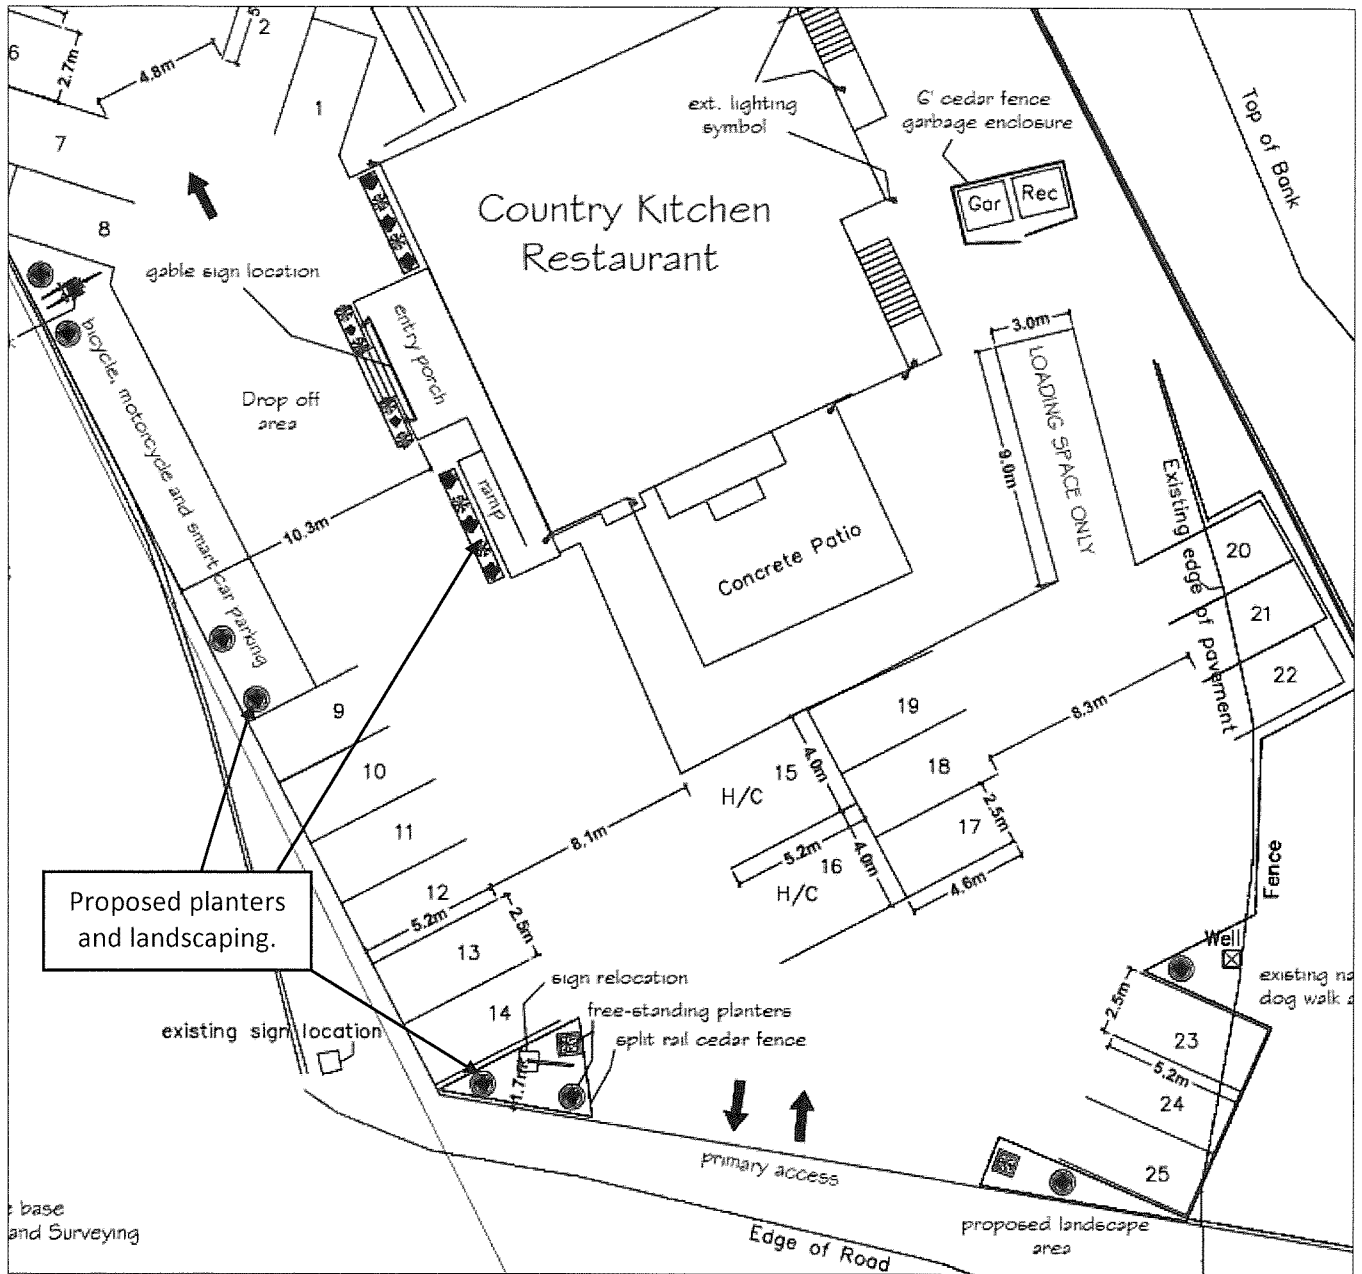 6
2.7m
4.8m
5
2
1
7
8
ext. lighting
symbol
6' cedar fence
garbage enclosure
Gar
Rec
Top of Bank
Country Kitchen
Restaurant
gable sign location
entry porch
Drop off
area
ramp
10.3m
bicycle, motorcycle and smart car parking
3.0m
LOADING SPACE ONLY
9.0m
Concrete Patio
Existing edge of pavement
20
21
22
9
10
11
12
5.2m
13
2.5m
14
8.1m
15
H/C
4.0m
5.2m
16
H/C
4.0m
19
18
17
2.5m
4.6m
8.3m
Fence
Well
existing na
dog walk a
Proposed planters
and landscaping.
existing sign location
sign relocation
free-standing planters
split rail cedar fence
1.7m
2.5m
23
5.2m
24
25
primary access
Edge of Road
proposed landscape
area
base
and Surveying